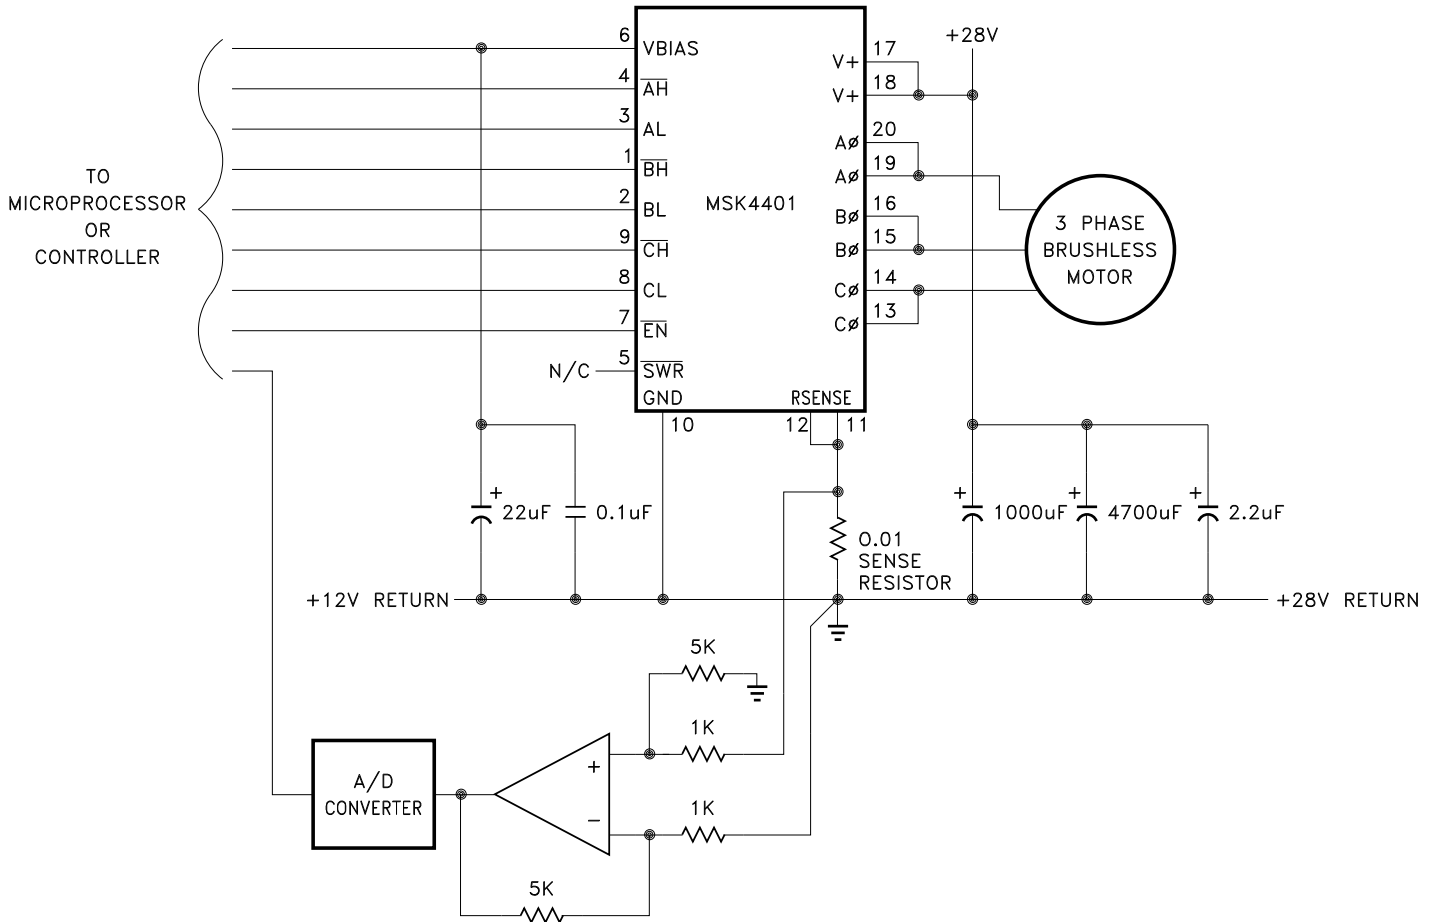 TO
MICROPROCESSOR
OR
CONTROLLER
6
VBIAS
4
AH
3
AL
1
BH
2
BL
9
CH
8
CL
7
EN
N/C
5
SWR
GND
10
MSK4401
RSENSE
12
11
V+
17
V+
18
AØ
20
AØ
19
BØ
16
BØ
15
CØ
14
CØ
13
+28V
3 PHASE
BRUSHLESS
MOTOR
+
22uF
0.1uF
0.01
SENSE
RESISTOR
+
1000uF
+
4700uF
+
2.2uF
+12V RETURN
+28V RETURN
5K
1K
+
1K
−
A/D
CONVERTER
5K